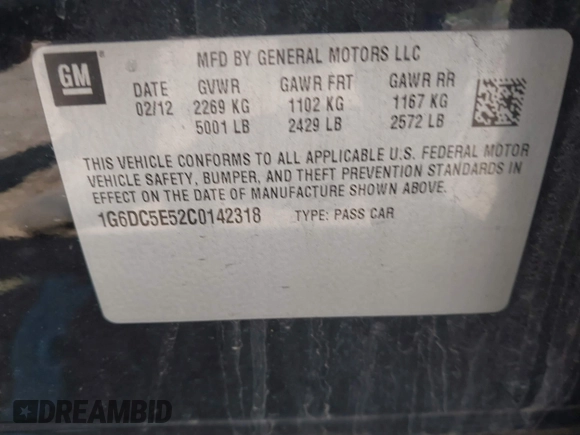 GM
MFD BY GENERAL MOTORS LLC
DATE GVWR GAWR FRT GAWR RR
02/12 2269 KG 1102 KG 1167 KG
5001 LB 2429 LB 2572 LB
THIS VEHICLE CONFORMS TO ALL APPLICABLE U.S. FEDERAL MOTOR
VEHICLE SAFETY, BUMPER, AND THEFT PREVENTION STANDARDS IN
EFFECT ON THE DATE OF MANUFACTURE SHOWN ABOVE.
1G6DC5E52C0142318 TYPE: PASS CAR
DREAMBID